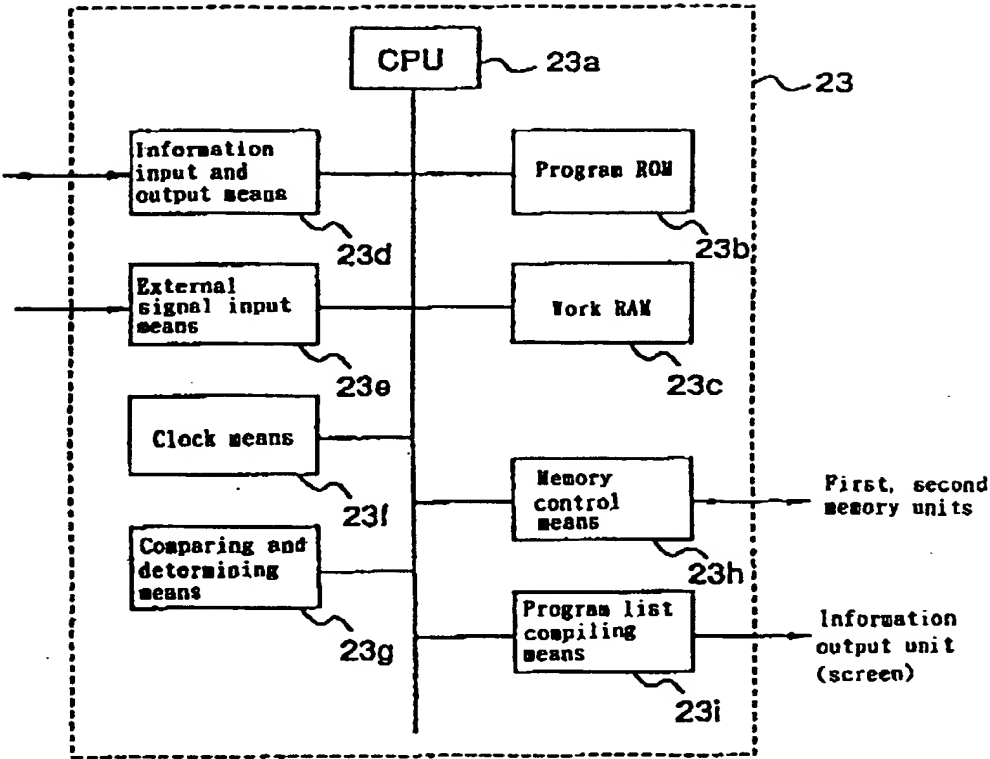 CPU
23a
23
Information
input and
output means
23d
Program ROM
23b
External
signal input
means
23e
Work RAM
23c
Clock means
23f
Memory
control
means
23h
First, second
memory units
Comparing and
determining
means
23g
Program list
compiling
means
23i
Information
output unit
(screen)